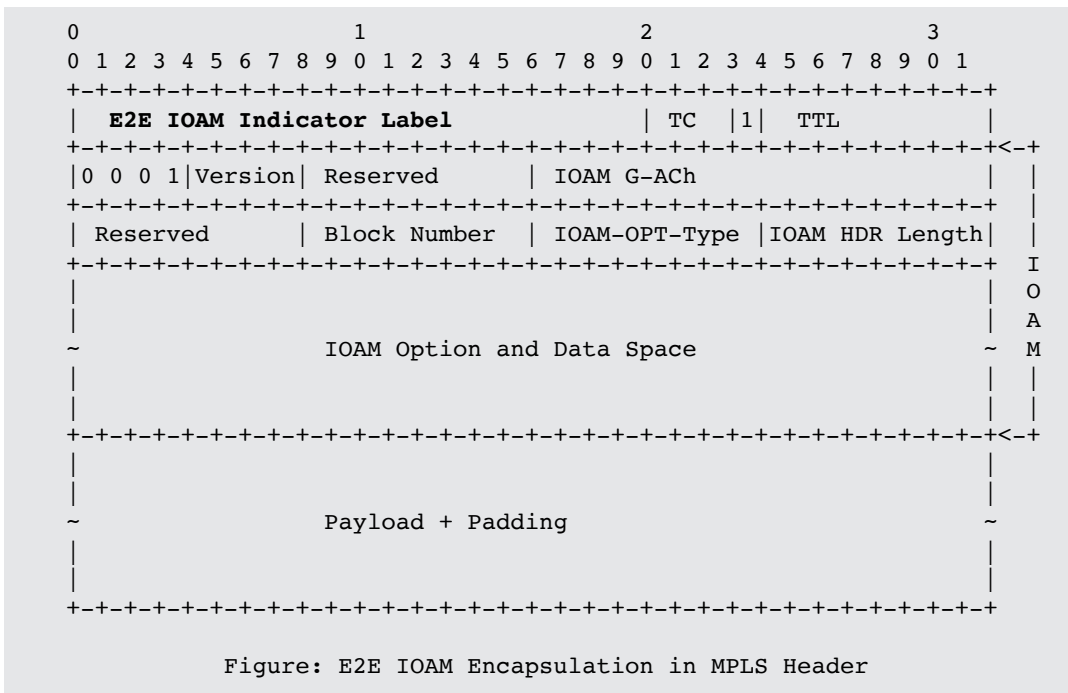 0                   1                   2                   3
0 1 2 3 4 5 6 7 8 9 0 1 2 3 4 5 6 7 8 9 0 1 2 3 4 5 6 7 8 9 0 1
+-+-+-+-+-+-+-+-+-+-+-+-+-+-+-+-+-+-+-+-+-+-+-+-+-+-+-+-+-+-+-+-+
|  E2E IOAM Indicator Label             | TC  |1|  TTL          |
+-+-+-+-+-+-+-+-+-+-+-+-+-+-+-+-+-+-+-+-+-+-+-+-+-+-+-+-+-+-+-+-+<-+
|0 0 0 1|Version| Reserved      | IOAM G-ACh                    |  |
+-+-+-+-+-+-+-+-+-+-+-+-+-+-+-+-+-+-+-+-+-+-+-+-+-+-+-+-+-+-+-+-+  |
| Reserved      | Block Number  | IOAM-OPT-Type |IOAM HDR Length|  |
+-+-+-+-+-+-+-+-+-+-+-+-+-+-+-+-+-+-+-+-+-+-+-+-+-+-+-+-+-+-+-+-+  I
|                                                               |  O
|                                                               |  A
~                 IOAM Option and Data Space                    ~  M
|                                                               |  |
|                                                               |  |
+-+-+-+-+-+-+-+-+-+-+-+-+-+-+-+-+-+-+-+-+-+-+-+-+-+-+-+-+-+-+-+-+<-+
|                                                               |
|                                                               |
~                 Payload + Padding                             ~
|                                                               |
|                                                               |
+-+-+-+-+-+-+-+-+-+-+-+-+-+-+-+-+-+-+-+-+-+-+-+-+-+-+-+-+-+-+-+-+
Figure: E2E IOAM Encapsulation in MPLS Header